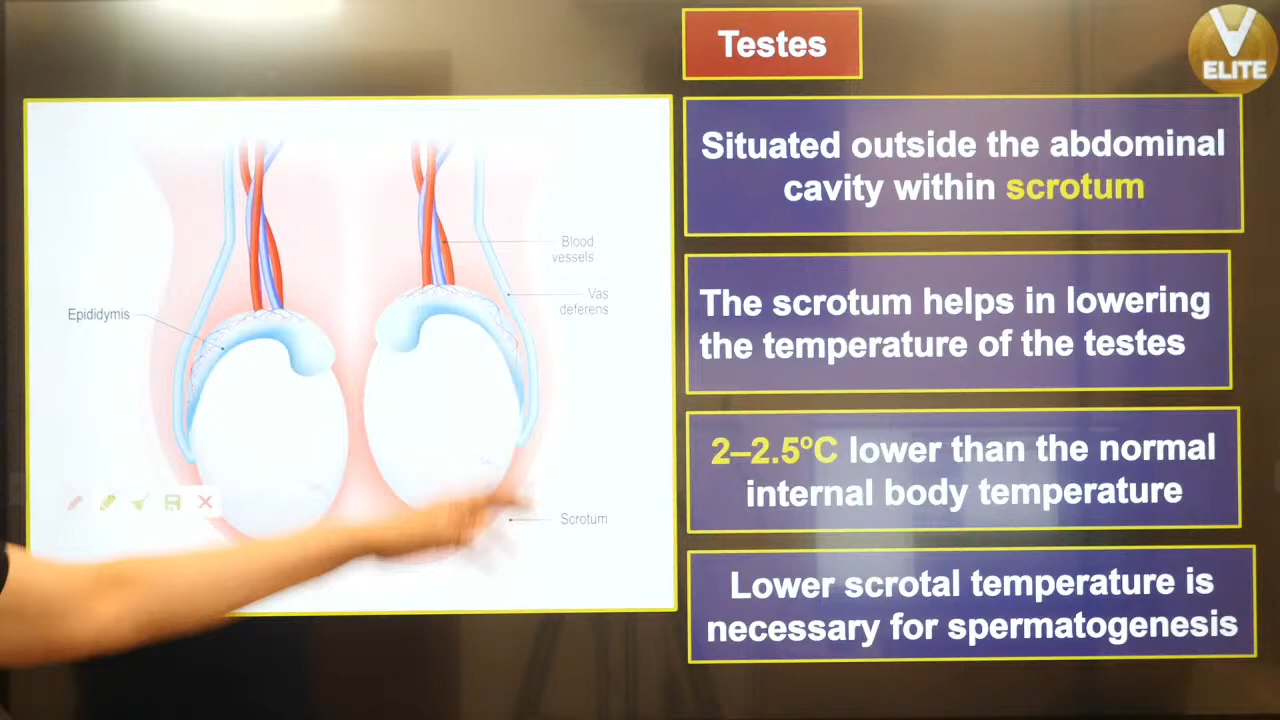 Testes
V
ELITE
Situated outside the abdominal
cavity within scrotum
The scrotum helps in lowering
the temperature of the testes
2–2.5ºC lower than the normal
internal body temperature
Lower scrotal temperature is
necessary for spermatogenesis
Blood
vessels
Vas
deferens
Epididymis
Scrotum